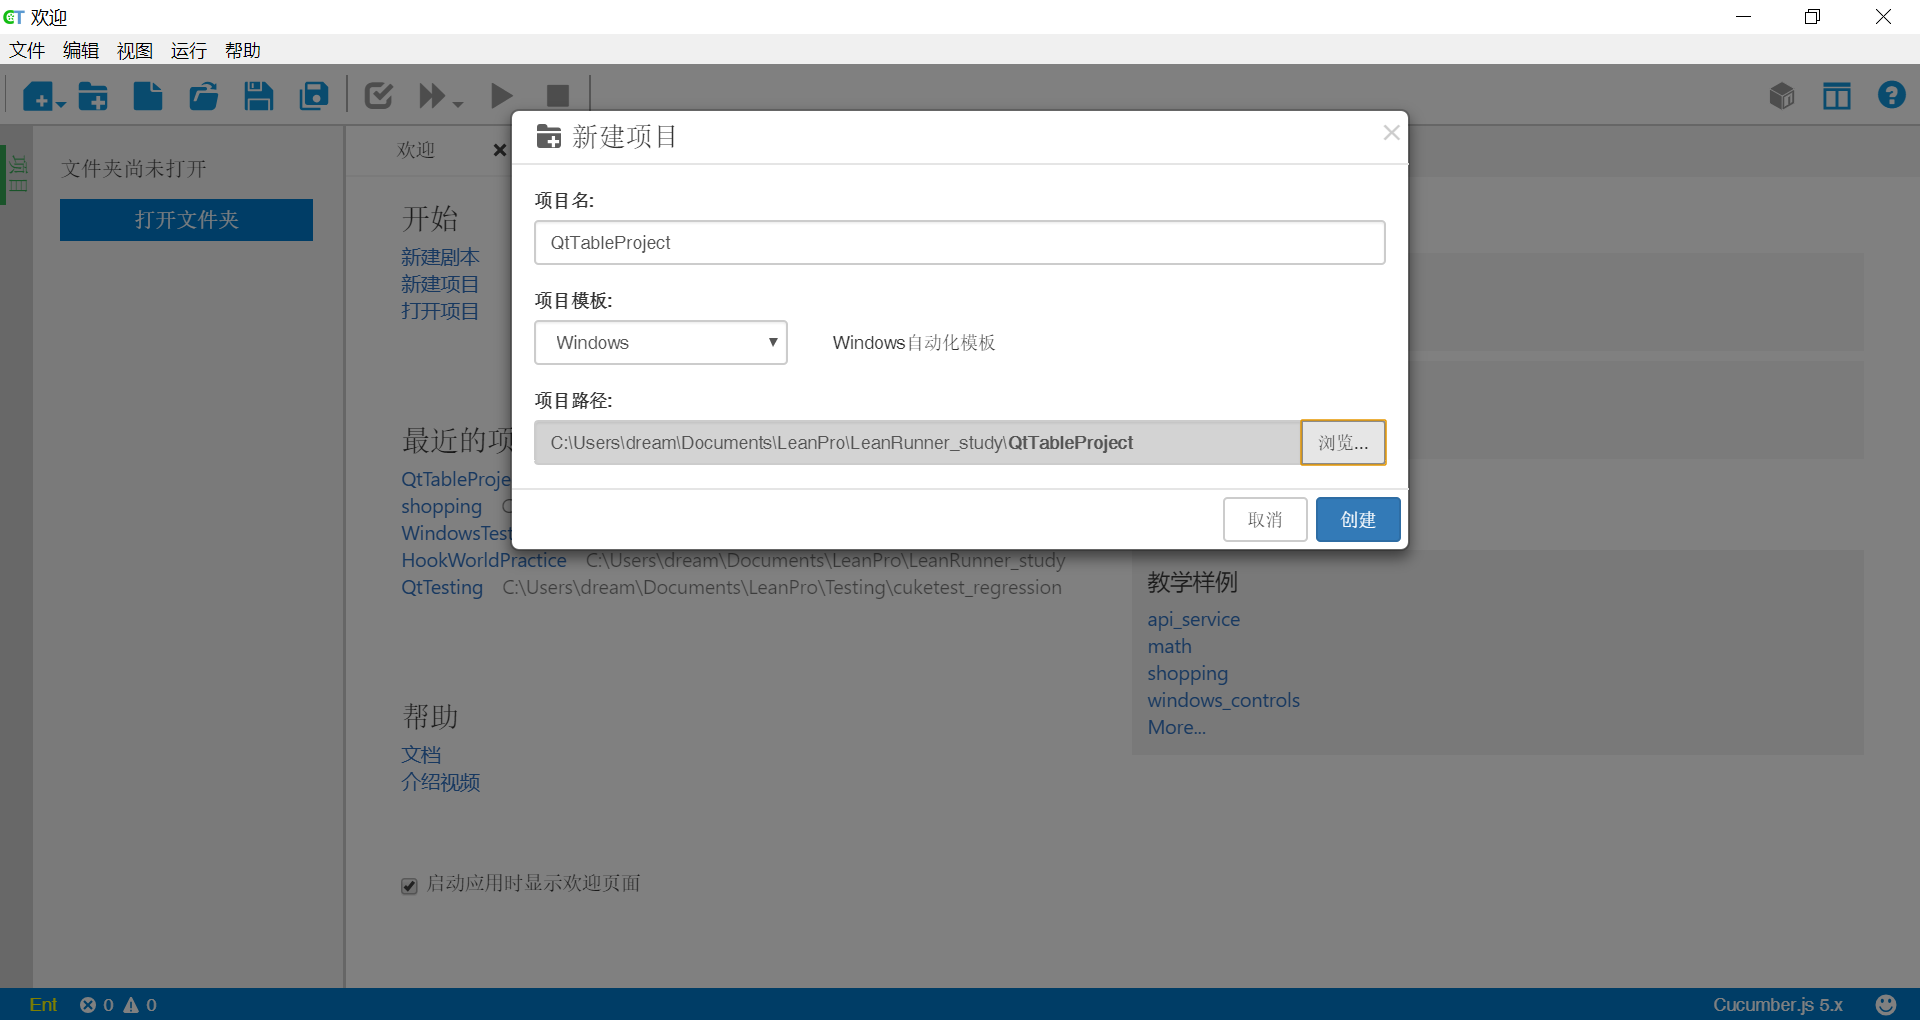 欢迎
文件 编辑 视图 运行 帮助
项目
文件夹尚未打开
打开文件夹
欢迎
开始
新建剧本
新建项目
打开项目
最近的项
QtTableProje
shopping C
WindowsTest
HookWorldPractice C:\Users\dream\Documents\LeanPro\LeanRunner_study
QtTesting C:\Users\dream\Documents\LeanPro\Testing\cuketest_regression
帮助
文档
介绍视频
启动应用时显示欢迎页面
新建项目
项目名:
QtTableProject
项目模板:
Windows
Windows自动化模板
项目路径:
C:\Users\dream\Documents\LeanPro\LeanRunner_study\QtTableProject
浏览...
取消
创建
教学样例
api_service
math
shopping
windows_controls
More...
Ent 0 0
Cucumber.js 5.x